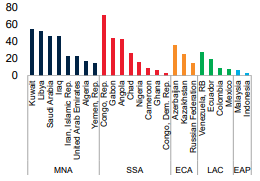 80
60
40
20
0
Kuwait
Libya
Saudi Arabia
Iraq
Iran, Islamic Rep.
United Arab Emirates
Algeria
Yemen, Rep.
Congo, Rep.
Gabon
Angola
Chad
Nigeria
Cameroon
Ghana
Congo, Dem. Rep.
Azerbaijan
Kazakhstan
Russian Federation
Venezuela, RB
Ecuador
Colombia
Mexico
Malaysia
Indonesia
MNA
SSA
ECA
LAC
EAP